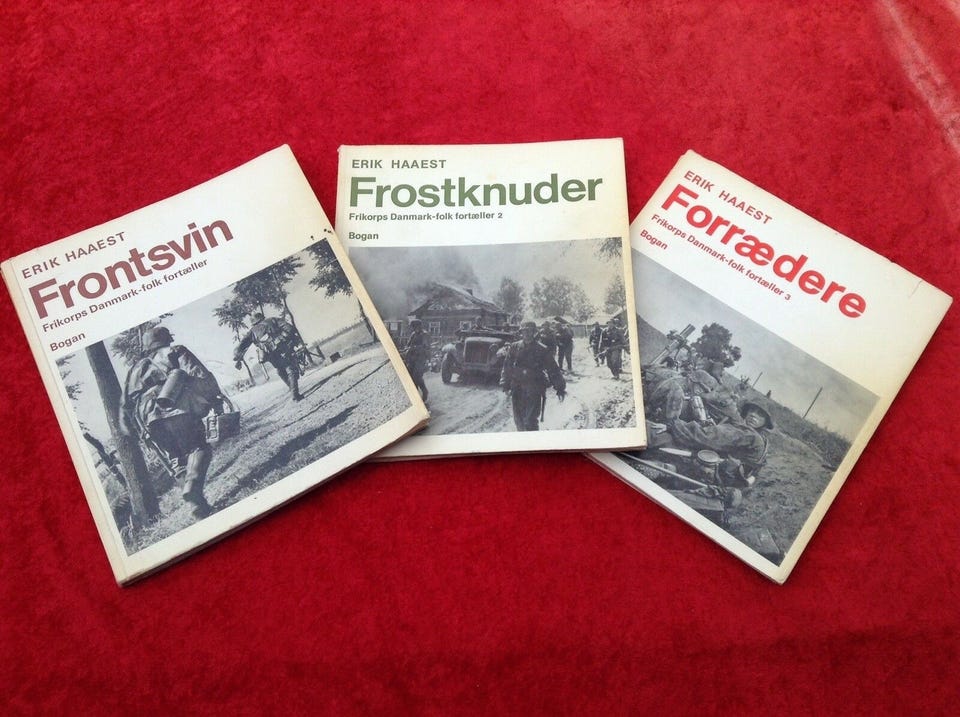 ERIK HAAEST
Frontsvin
Frikorps Danmark-folk fortæller
Bogan
ERIK HAAEST
Frostknuder
Frikorps Danmark-folk fortæller 2
Bogan
ERIK HAAEST
Forrædere
Frikorps Danmark-folk fortæller 3
Bogan